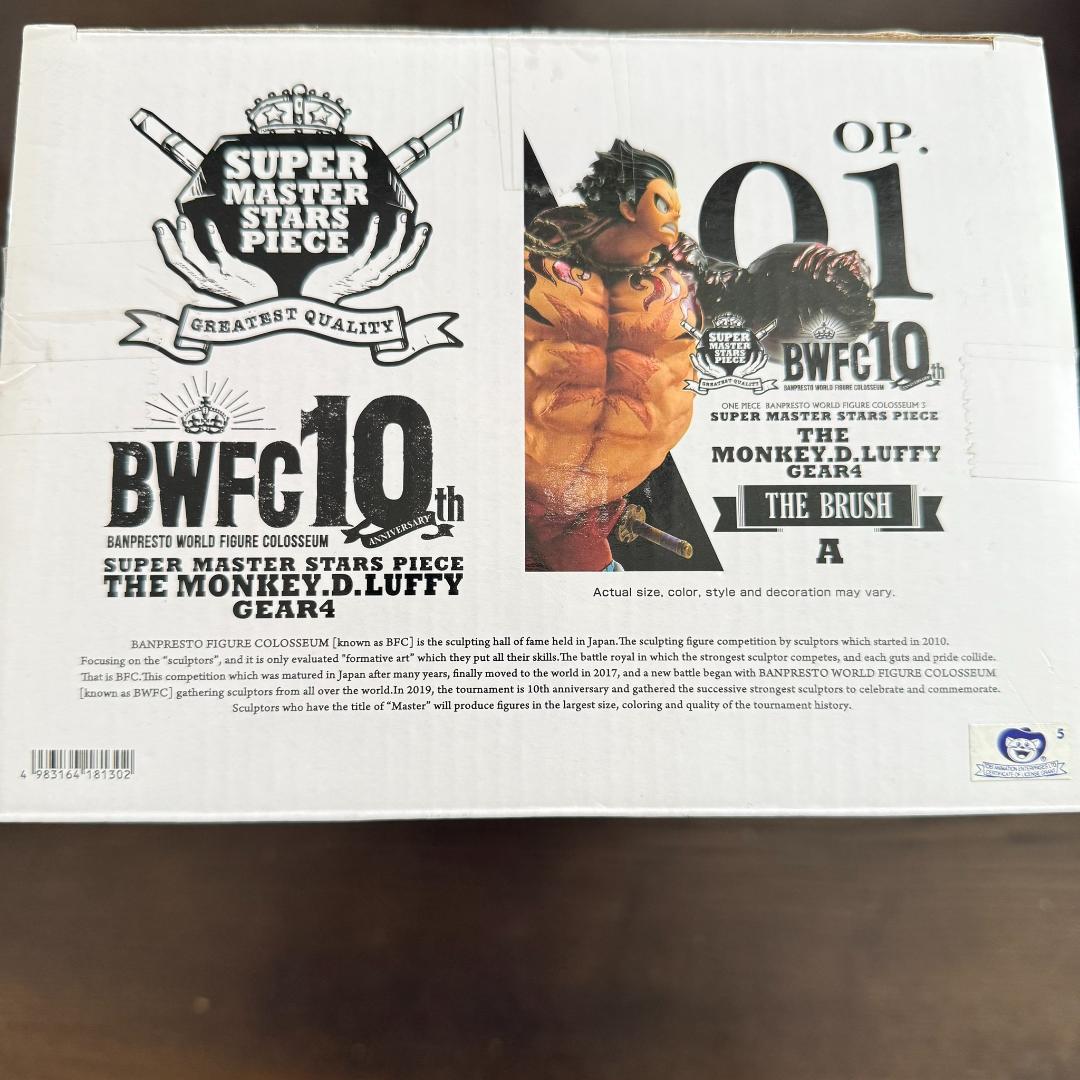 SUPER
MASTER
STARS
PIECE
GREATEST QUALITY
BWFC10th
ANNIVERSARY
BANPRESTO WORLD FIGURE COLOSSEUM
SUPER MASTER STARS PIECE
THE MONKEY.D.LUFFY
GEAR4
OP.
01
SUPER
MASTER
STARS
PIECE
GREATEST QUALITY
BWFC10th
BANPRESTO WORLD FIGURE COLOSSEUM
ONE PIECE BANPRESTO WORLD FIGURE COLOSSEUM 3
SUPER MASTER STARS PIECE
THE
MONKEY.D.LUFFY
GEAR4
THE BRUSH
A
Actual size, color, style and decoration may vary.
BANPRESTO FIGURE COLOSSEUM [known as BFC] is the sculpting hall of fame held in Japan.The sculpting figure competition by sculptors which started in 2010.
Focusing on the “sculptors”, and it is only evaluated "formative art" which they put all their skills.The battle royal in which the strongest sculptor competes, and each guts and pride collide.
That is BFC.This competition which was matured in Japan after many years, finally moved to the world in 2017, and a new battle began with BANPRESTO WORLD FIGURE COLOSSEUM
[known as BWFC] gathering sculptors from all over the world.In 2019, the tournament is 10th anniversary and gathered the successive strongest sculptors to celebrate and commemorate.
Sculptors who have the title of “Master” will produce figures in the largest size, coloring and quality of the tournament history.
4 983164 181302
5
TOEI ANIMATION ENTERPRISES LTD
CERTIFICATE OF LICENSE GRANT